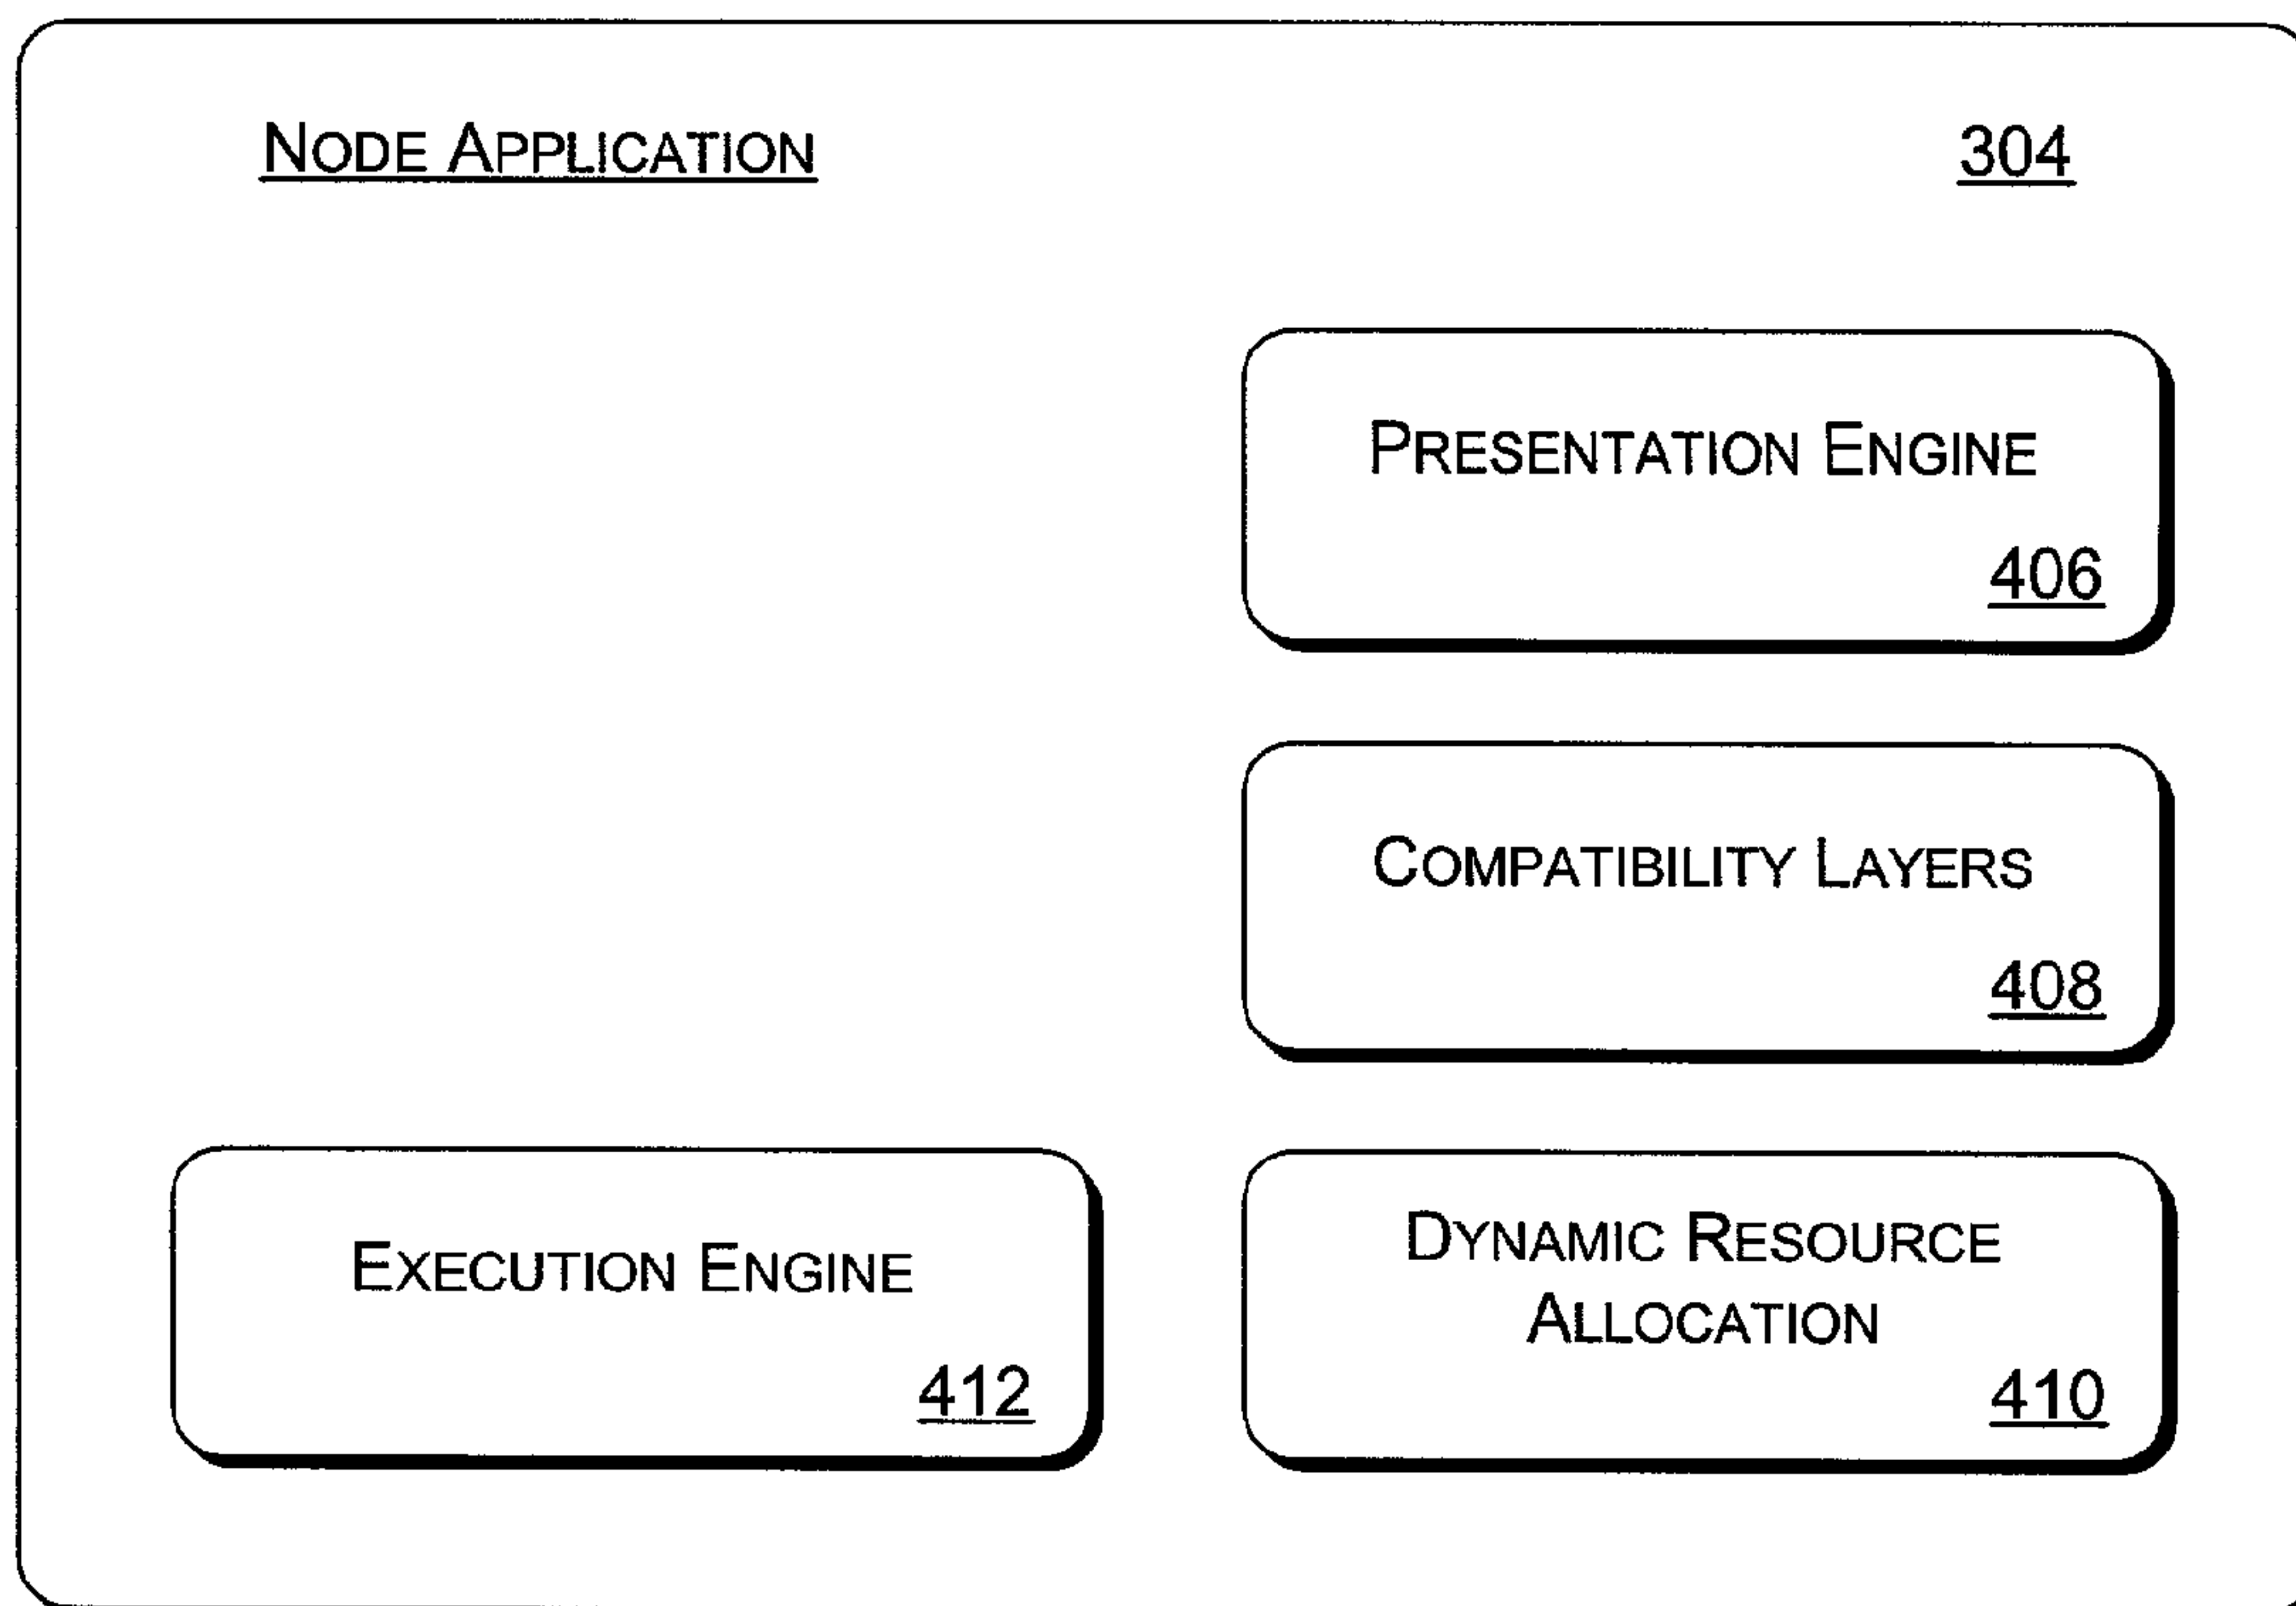 NODE APPLICATION 304
PRESENTATION ENGINE
406
COMPATIBILITY LAYERS
408
EXECUTION ENGINE
412
DYNAMIC RESOURCE
ALLOCATION
410